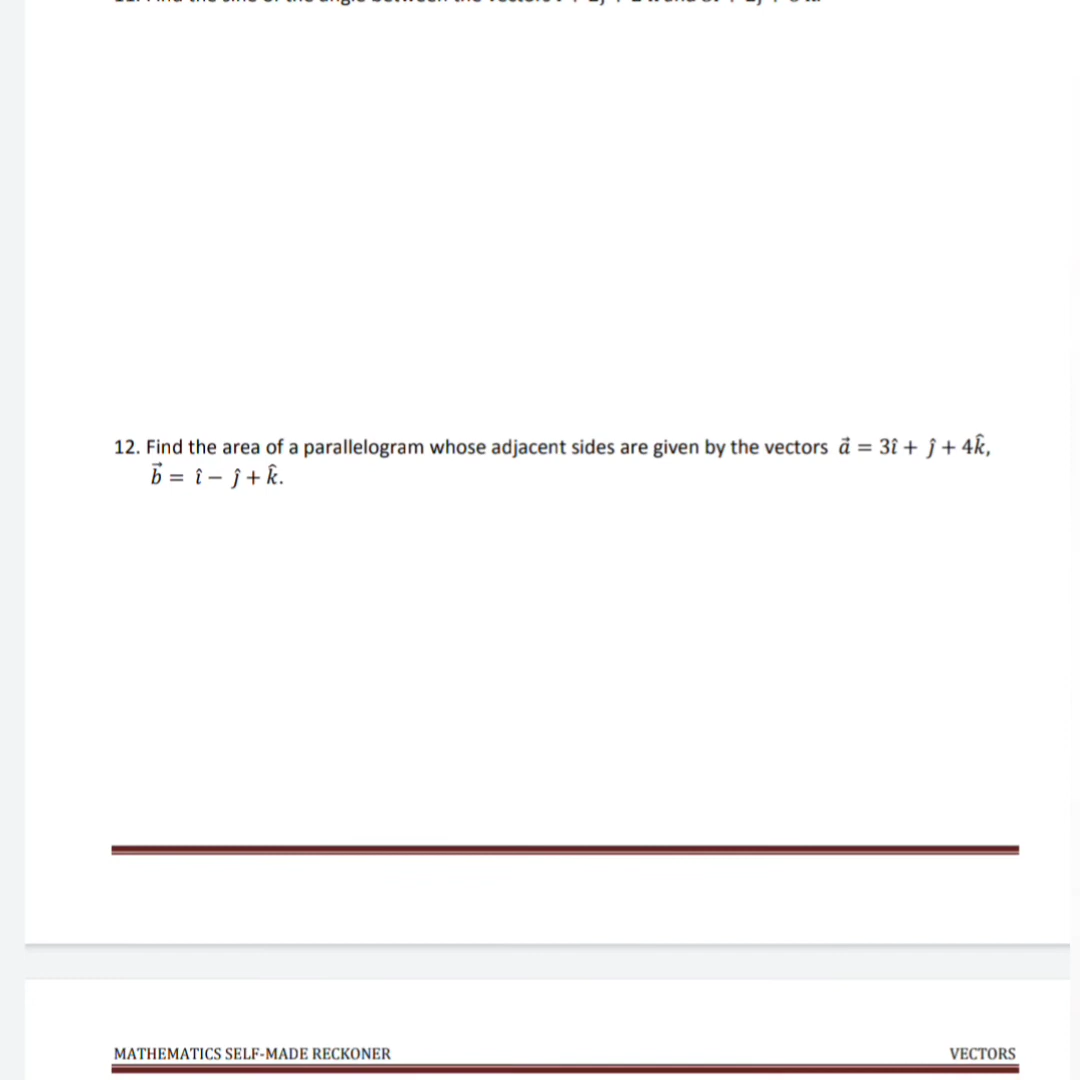 12. Find the area of a parallelogram whose adjacent sides are given by the vectors a⃗ = 3î + ĵ + 4k̂,
b⃗ = î − ĵ + k̂.
MATHEMATICS SELF-MADE RECKONER
VECTORS